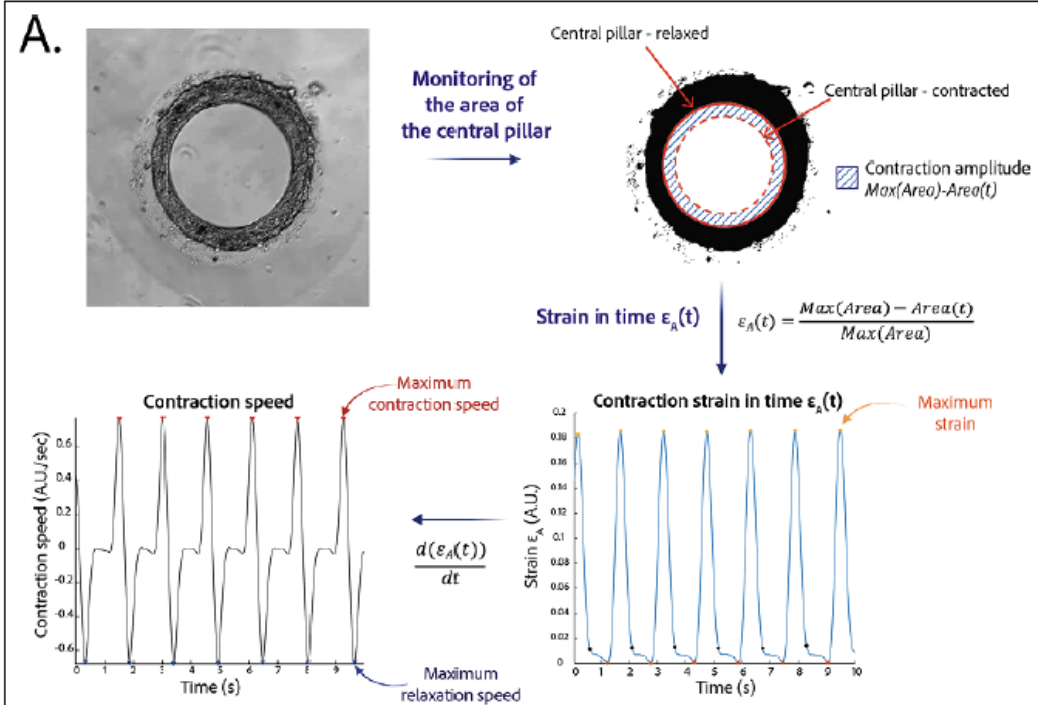 A.
Monitoring of
the area of
the central pillar
Central pillar - relaxed
Central pillar - contracted
Contraction amplitude
Max(Area)-Area(t)
Strain in time ε_A(t)
ε_A(t) = Max(Area) − Area(t) / Max(Area)
Contraction speed
Maximum
contraction speed
Contraction speed (A.U./sec)
0.6
0.4
0.2
0
-0.2
-0.4
-0.6
0 1 2 3 4 5 6 7 8 9
Time (s)
Maximum
relaxation speed
d(ε_A(t))
dt
Contraction strain in time ε_A(t)
Maximum
strain
Strain ε_A (A.U.)
0.2
0.18
0.16
0.14
0.12
0.1
0.08
0.06
0.04
0.02
0
0 1 2 3 4 5 6 7 8 9 10
Time (s)